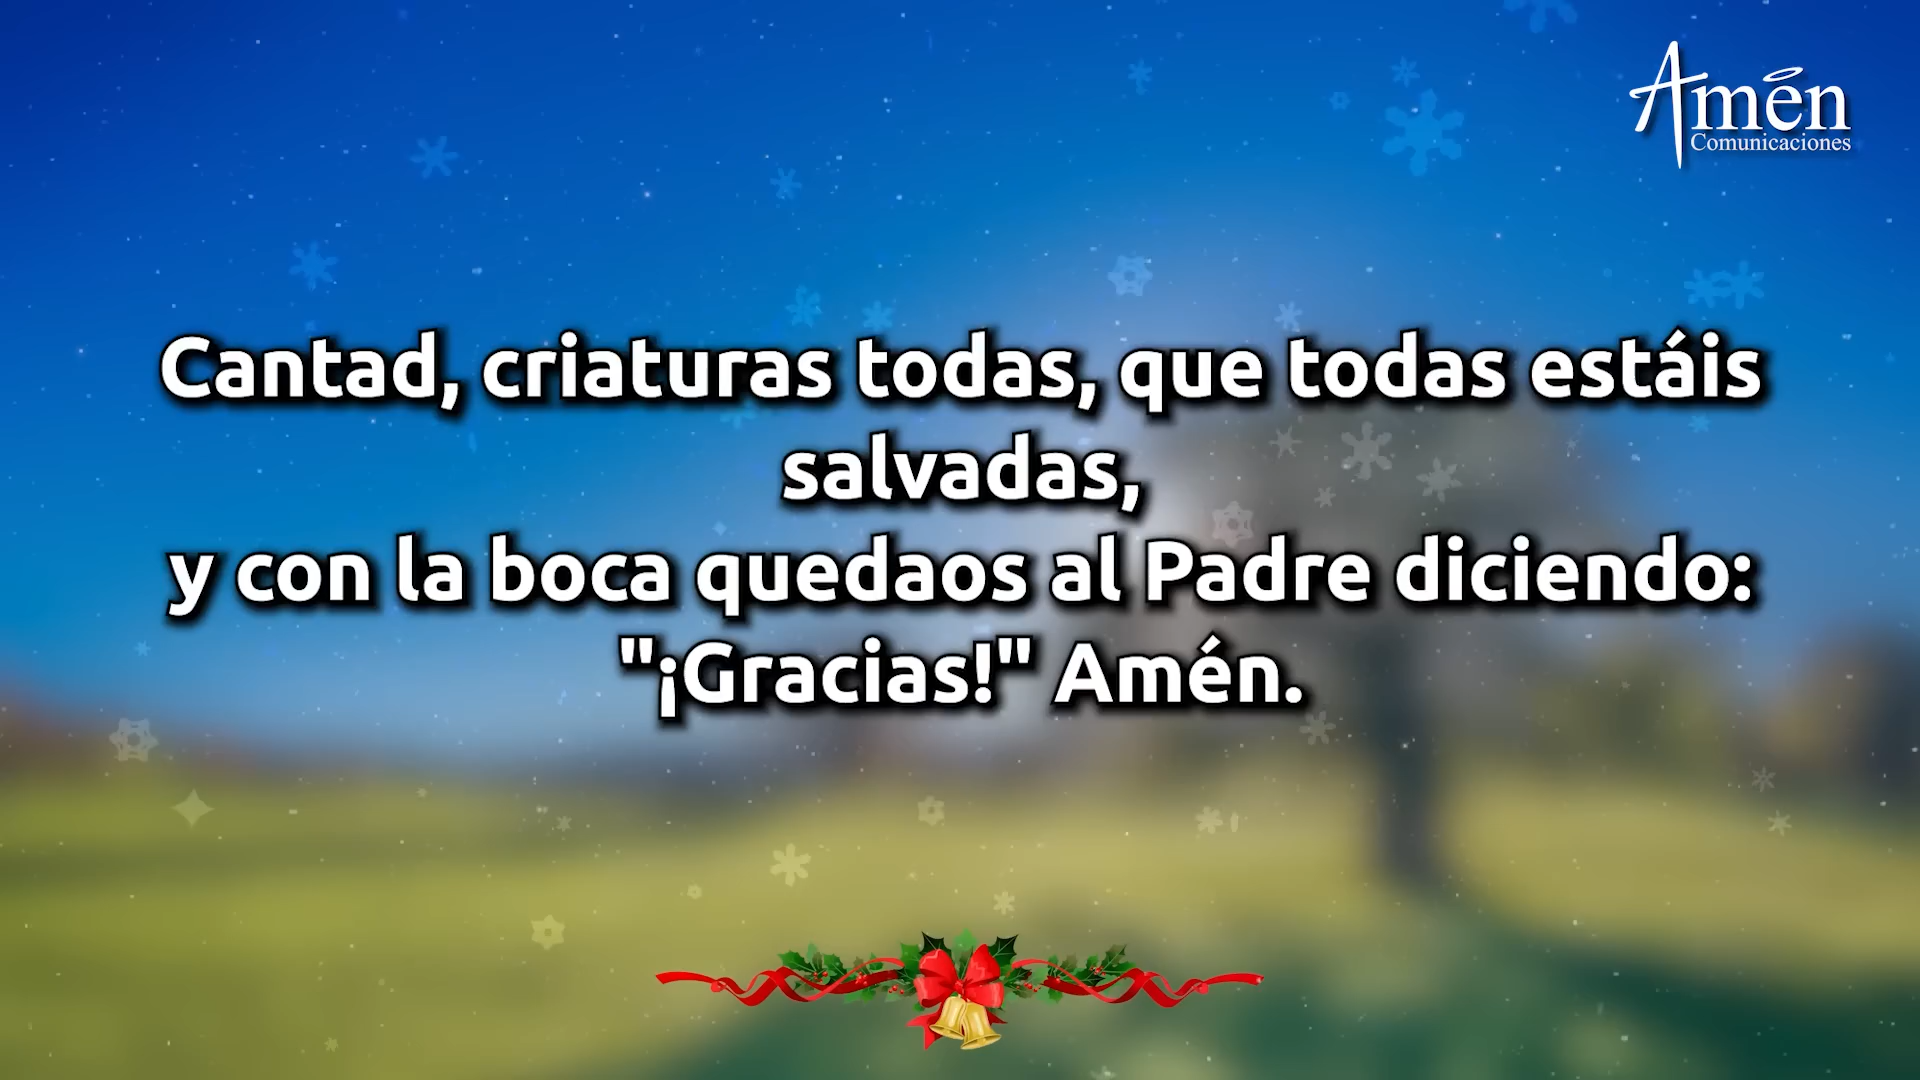 Amén
Comunicaciones
Cantad, criaturas todas, que todas estáis
salvadas,
y con la boca quedaos al Padre diciendo:
"¡Gracias!" Amén.